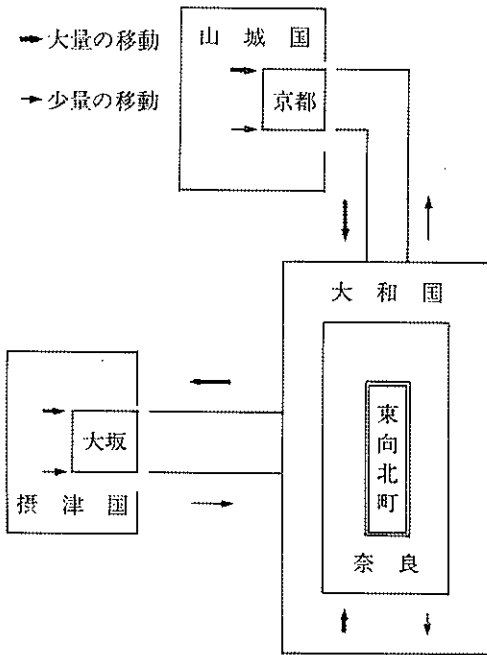 大量の移動
少量の移動
山城国
京都
大和国
東向北町
奈良
大坂
摂津国